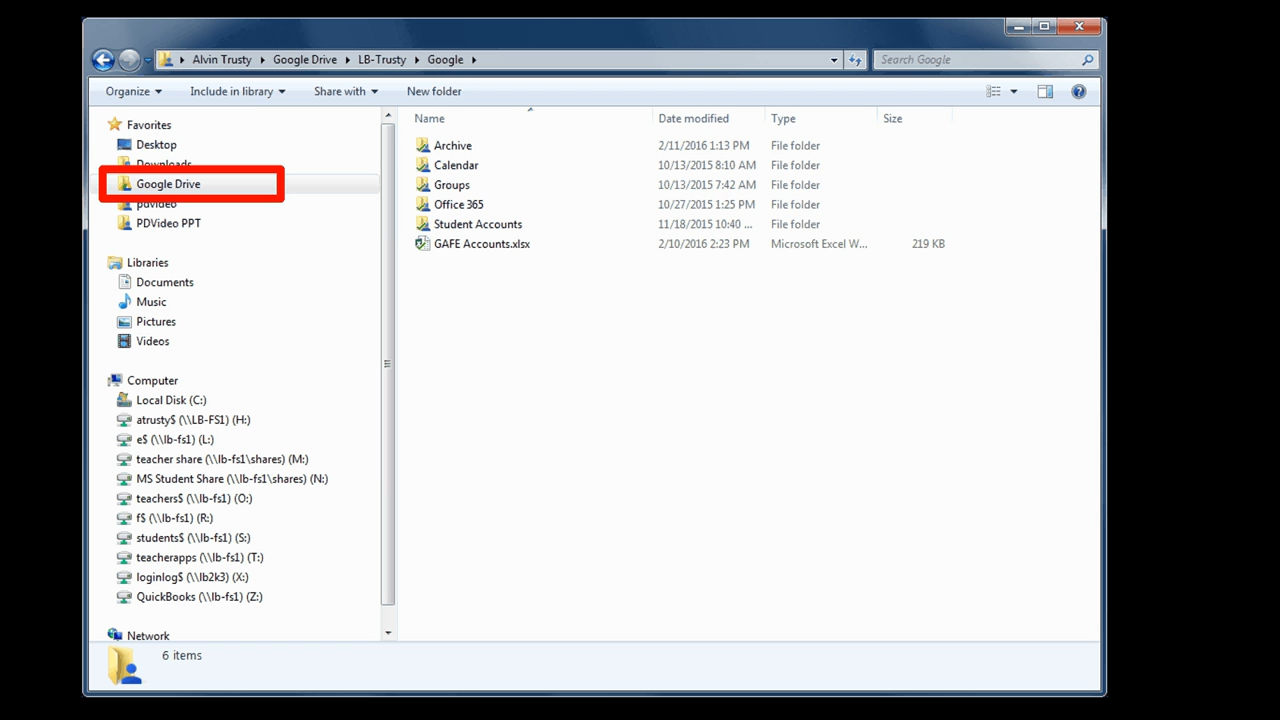 Alvin Trusty Google Drive LB-Trusty Google Search Google
Organize Include in library Share with New folder
Favorites
Desktop
Downloads
Google Drive
pdvideo
PDVideo PPT
Libraries
Documents
Music
Pictures
Videos
Computer
Local Disk (C:)
atrusty$ (\\LB-FS1) (H:)
e$ (\\lb-fs1) (L:)
teacher share (\\lb-fs1\shares) (M:)
MS Student Share (\\lb-fs1\shares) (N:)
teachers$ (\\lb-fs1) (O:)
f$ (\\lb-fs1) (R:)
students$ (\\lb-fs1) (S:)
teacherapps (\\lb-fs1) (T:)
loginlog$ (\\lb2k3) (X:)
QuickBooks (\\lb-fs1) (Z:)
Network
Name Date modified Type Size
Archive 2/11/2016 1:13 PM File folder
Calendar 10/13/2015 8:10 AM File folder
Groups 10/13/2015 7:42 AM File folder
Office 365 10/27/2015 1:25 PM File folder
Student Accounts 11/18/2015 10:40 ... File folder
GAFE Accounts.xlsx 2/10/2016 2:23 PM Microsoft Excel W... 219 KB
6 items